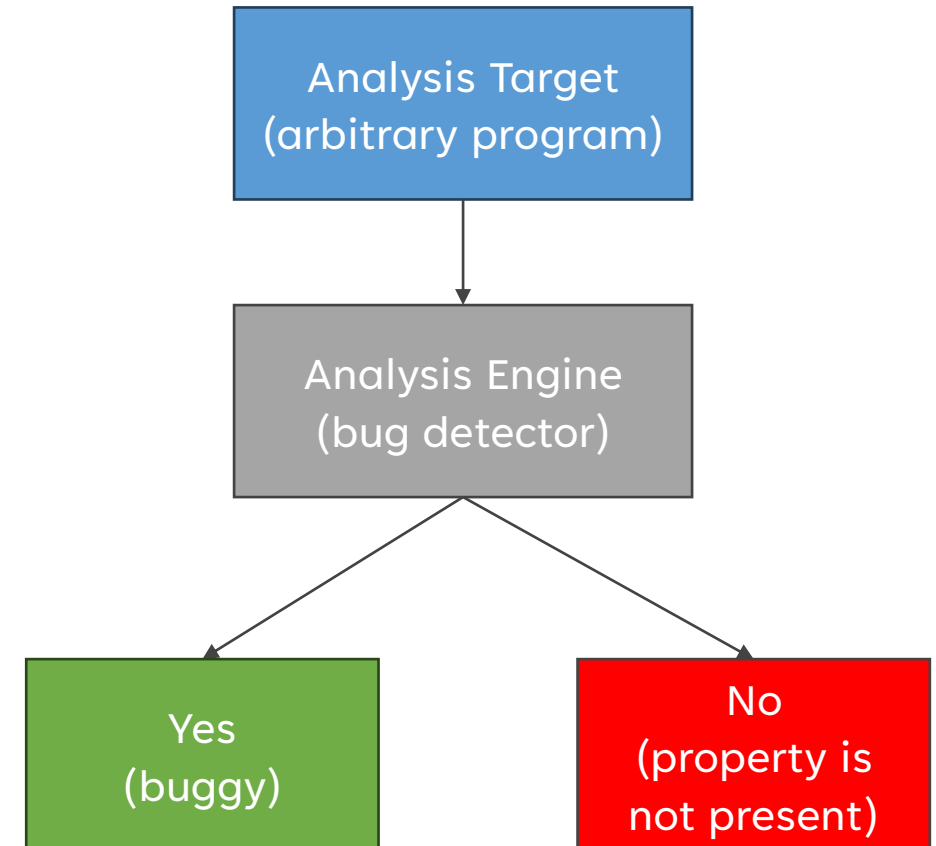 Analysis Target
(arbitrary program)
Analysis Engine
(bug detector)
Yes
(buggy)
No
(property is
not present)